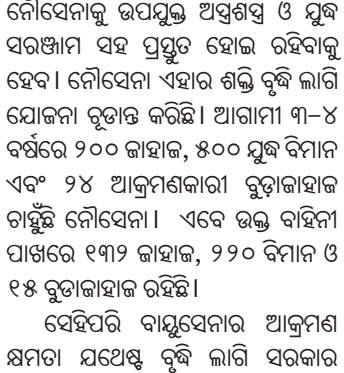 ନୌସେନାକୁ ଉପଯୁକ୍ତ ଅସ୍ତ୍ରଶସ୍ତ୍ର ଓ ଯୁଦ୍ଧ
ସରଞ୍ଜାମ ସହ ପ୍ରସ୍ତୁତ ହୋଇ ରହିବାକୁ
ହେବ। ନୌସେନା ଏହାର ଶକ୍ତି ବୃଦ୍ଧି ଲାଗି
ଯୋଜନା ଚୂଡାନ୍ତ କରିଛି। ଆଗାମୀ ୩-୪
ବର୍ଷରେ ୨୦୦ ଜାହାଜ, ୫୦୦ ଯୁଦ୍ଧ ବିମାନ
ଏବଂ ୨୪ ଆକ୍ରମଣକାରୀ ବୁଡ଼ାଜାହାଜ
ଚାହୁଁଛି ନୌସେନା। ଏବେ ଉକ୍ତ ବାହିନୀ
ପାଖରେ ୧୩୨ ଜାହାଜ, ୨୨୦ ବିମାନ ଓ
୧୫ ବୁଡାଜାହାଜ ରହିଛି।
ସେହିପରି ବାୟୁସେନାର ଆକ୍ରମଣ
କ୍ଷମତା ଯଥେଷ୍ଟ ବୃଦ୍ଧି ଲାଗି ସରକାର